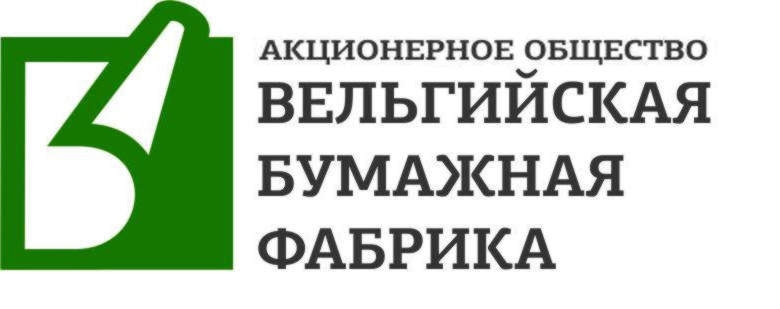 АКЦИОНЕРНОЕ ОБЩЕСТВО
ВЕЛЬГИЙСКАЯ
БУМАЖНАЯ
ФАБРИКА